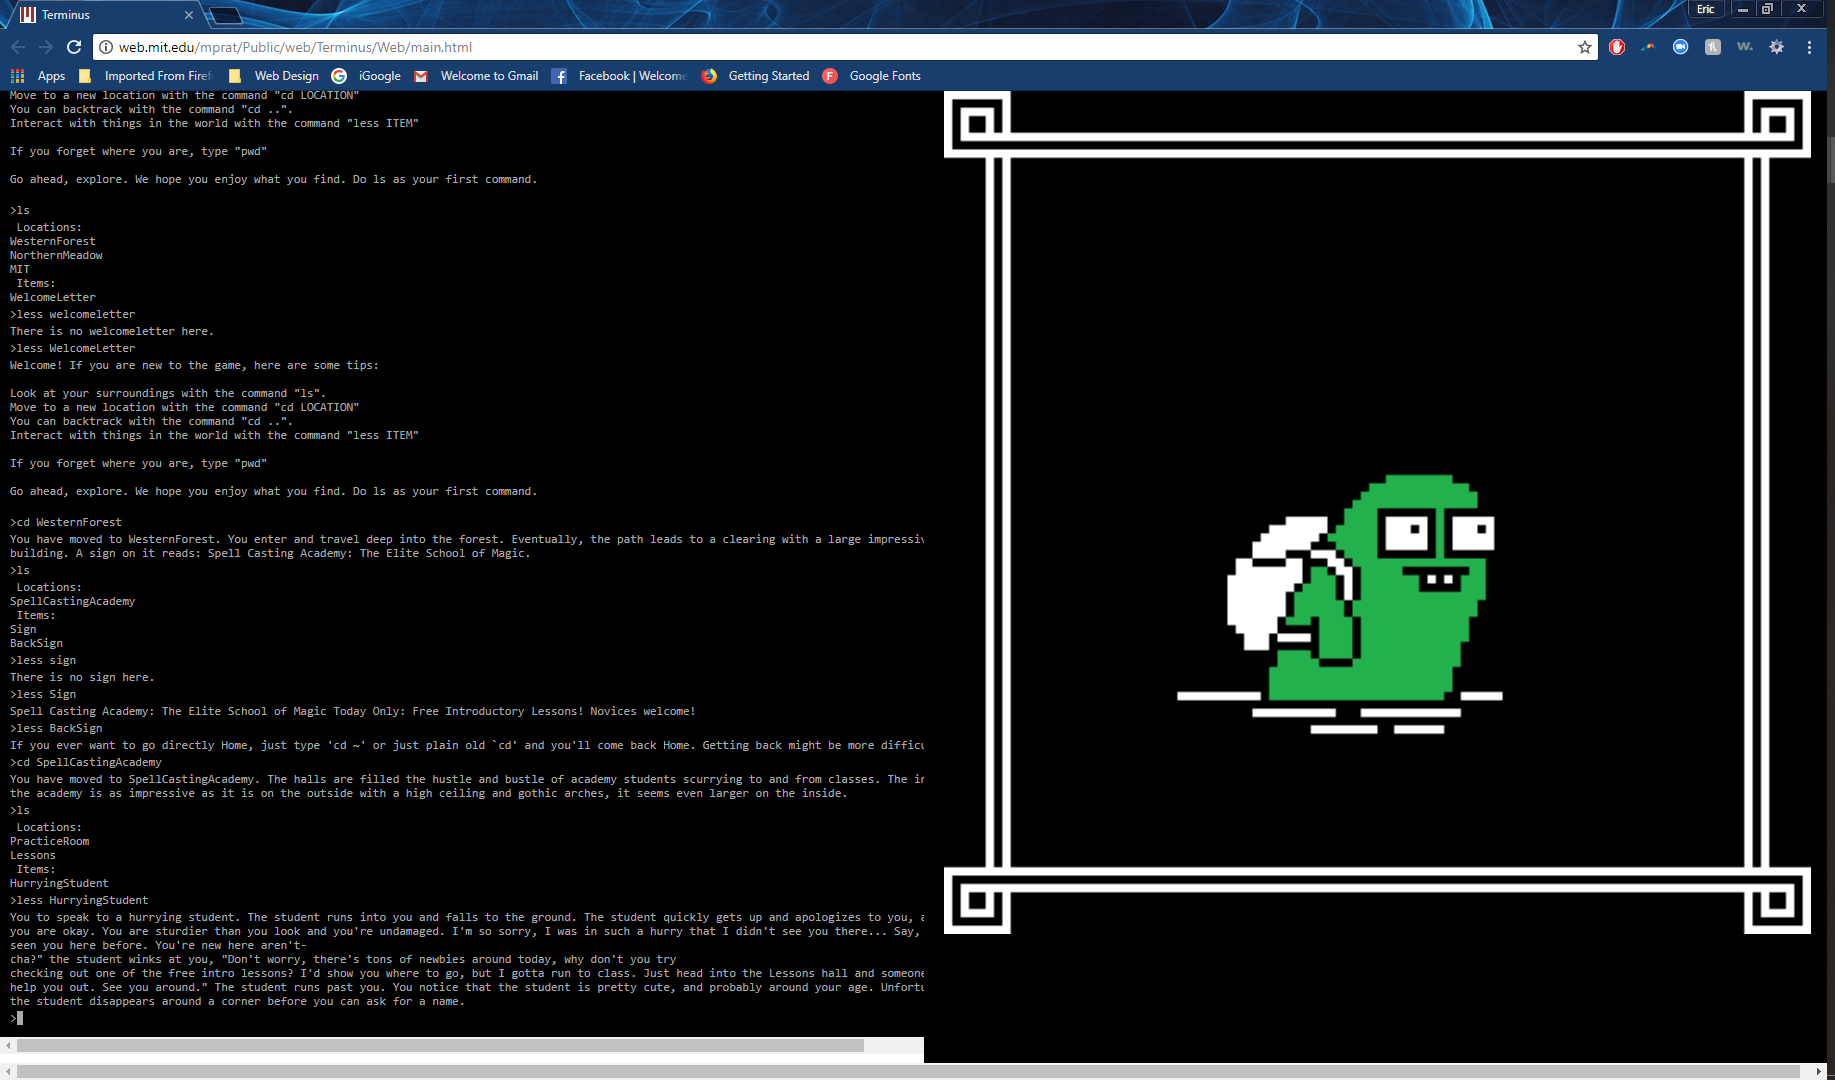 Terminus
Eric
web.mit.edu/mprat/Public/web/Terminus/Web/main.html
Apps Imported From Firef Web Design iGoogle Welcome to Gmail Facebook | Welcome Getting Started Google Fonts
Move to a new location with the command "cd LOCATION"
You can backtrack with the command "cd ..".
Interact with things in the world with the command "less ITEM"
If you forget where you are, type "pwd"
Go ahead, explore. We hope you enjoy what you find. Do ls as your first command.
>ls
Locations:
WesternForest
NorthernMeadow
MIT
Items:
WelcomeLetter
>less welcomeletter
There is no welcomeletter here.
>less WelcomeLetter
Welcome! If you are new to the game, here are some tips:
Look at your surroundings with the command "ls".
Move to a new location with the command "cd LOCATION"
You can backtrack with the command "cd ..".
Interact with things in the world with the command "less ITEM"
If you forget where you are, type "pwd"
Go ahead, explore. We hope you enjoy what you find. Do ls as your first command.
>cd WesternForest
You have moved to WesternForest. You enter and travel deep into the forest. Eventually, the path leads to a clearing with a large impressiv
building. A sign on it reads: Spell Casting Academy: The Elite School of Magic.
>ls
Locations:
SpellCastingAcademy
Items:
Sign
BackSign
>less sign
There is no sign here.
>less Sign
Spell Casting Academy: The Elite School of Magic Today Only: Free Introductory Lessons! Novices welcome!
>less BackSign
If you ever want to go directly Home, just type 'cd ~' or just plain old `cd' and you'll come back Home. Getting back might be more difficu
>cd SpellCastingAcademy
You have moved to SpellCastingAcademy. The halls are filled the hustle and bustle of academy students scurrying to and from classes. The in
the academy is as impressive as it is on the outside with a high ceiling and gothic arches, it seems even larger on the inside.
>ls
Locations:
PracticeRoom
Lessons
Items:
HurryingStudent
>less HurryingStudent
You to speak to a hurrying student. The student runs into you and falls to the ground. The student quickly gets up and apologizes to you, a
you are okay. You are sturdier than you look and you're undamaged. I'm so sorry, I was in such a hurry that I didn't see you there... Say,
seen you here before. You're new here aren't-
cha?" the student winks at you, "Don't worry, there's tons of newbies around today, why don't you try
checking out one of the free intro lessons? I'd show you where to go, but I gotta run to class. Just head into the Lessons hall and someone
help you out. See you around." The student runs past you. You notice that the student is pretty cute, and probably around your age. Unfortu
the student disappears around a corner before you can ask for a name.
>